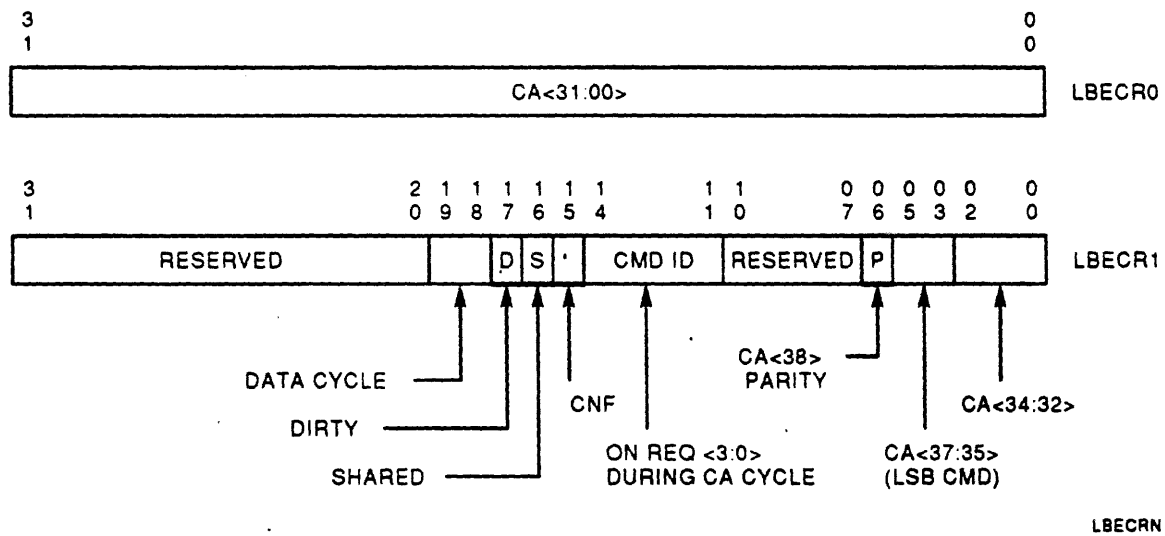 3 0
1 0
CA<31:00> LBECR0
3 2 1 1 1 1 1 1 1 1 0 0 0 0 0 0
1 0 9 8 7 6 5 4 1 0 7 6 5 3 2 0
RESERVED D S CMD ID RESERVED P LBECR1
DATA CYCLE
DIRTY
SHARED
CNF
ON REQ <3:0>
DURING CA CYCLE
CA<38>
PARITY
CA<37:35>
(LSB CMD)
CA<34:32>
LBECRN